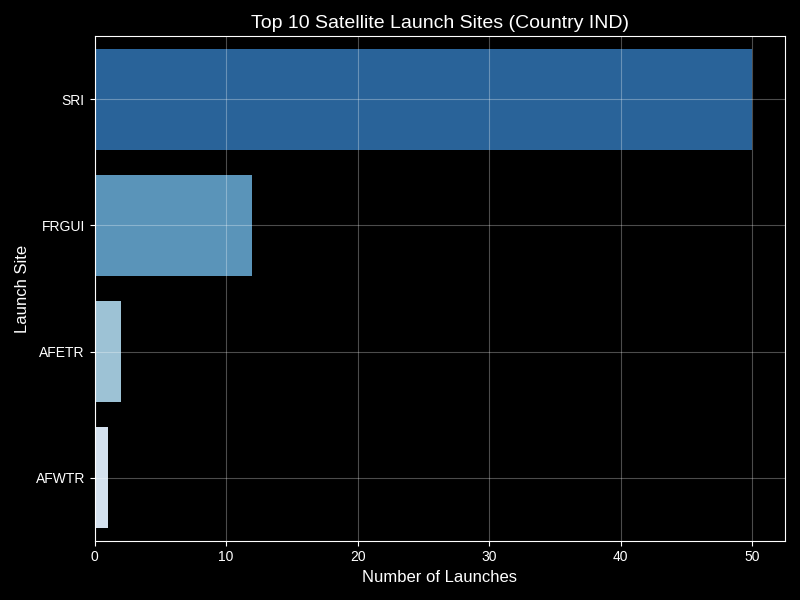 Top 10 Satellite Launch Sites (Country IND)
Launch Site
SRI
FRGUI
AFETR
AFWTR
0 10 20 30 40 50
Number of Launches